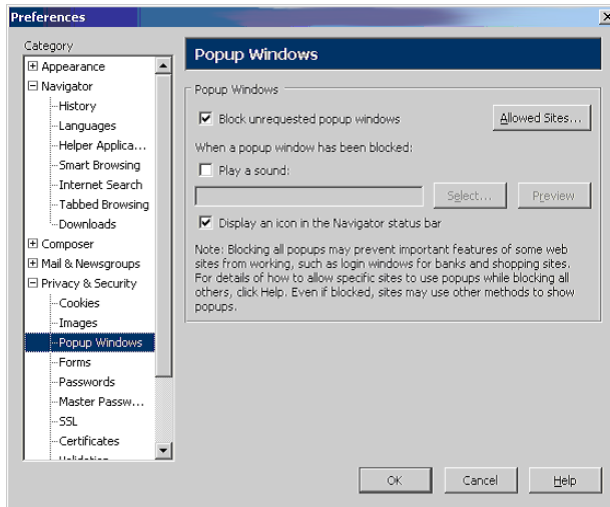 Preferences
Category
Appearance
Navigator
History
Languages
Helper Applica...
Smart Browsing
Internet Search
Tabbed Browsing
Downloads
Composer
Mail & Newsgroups
Privacy & Security
Cookies
Images
Popup Windows
Forms
Passwords
Master Passw...
SSL
Certificates
Validation
Popup Windows
Popup Windows
Block unrequested popup windows
Allowed Sites...
When a popup window has been blocked:
Play a sound:
Select...
Preview
Display an icon in the Navigator status bar
Note: Blocking all popups may prevent important features of some web
sites from working, such as login windows for banks and shopping sites.
For details of how to allow specific sites to use popups while blocking all
others, click Help. Even if blocked, sites may use other methods to show
popups.
OK
Cancel
Help